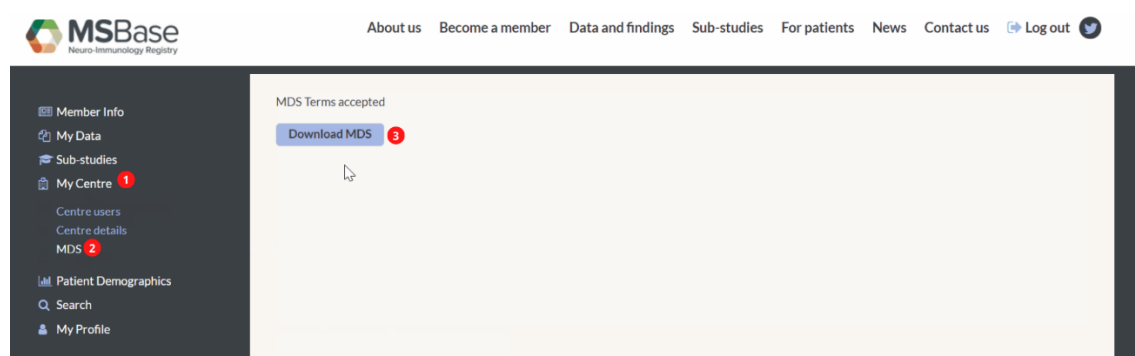 MSBase
Neuro-Immunology Registry
About us Become a member Data and findings Sub-studies For patients News Contact us Log out
Member Info
My Data
Sub-studies
My Centre 1
Centre users
Centre details
MDS 2
Patient Demographics
Search
My Profile
MDS Terms accepted
Download MDS 3